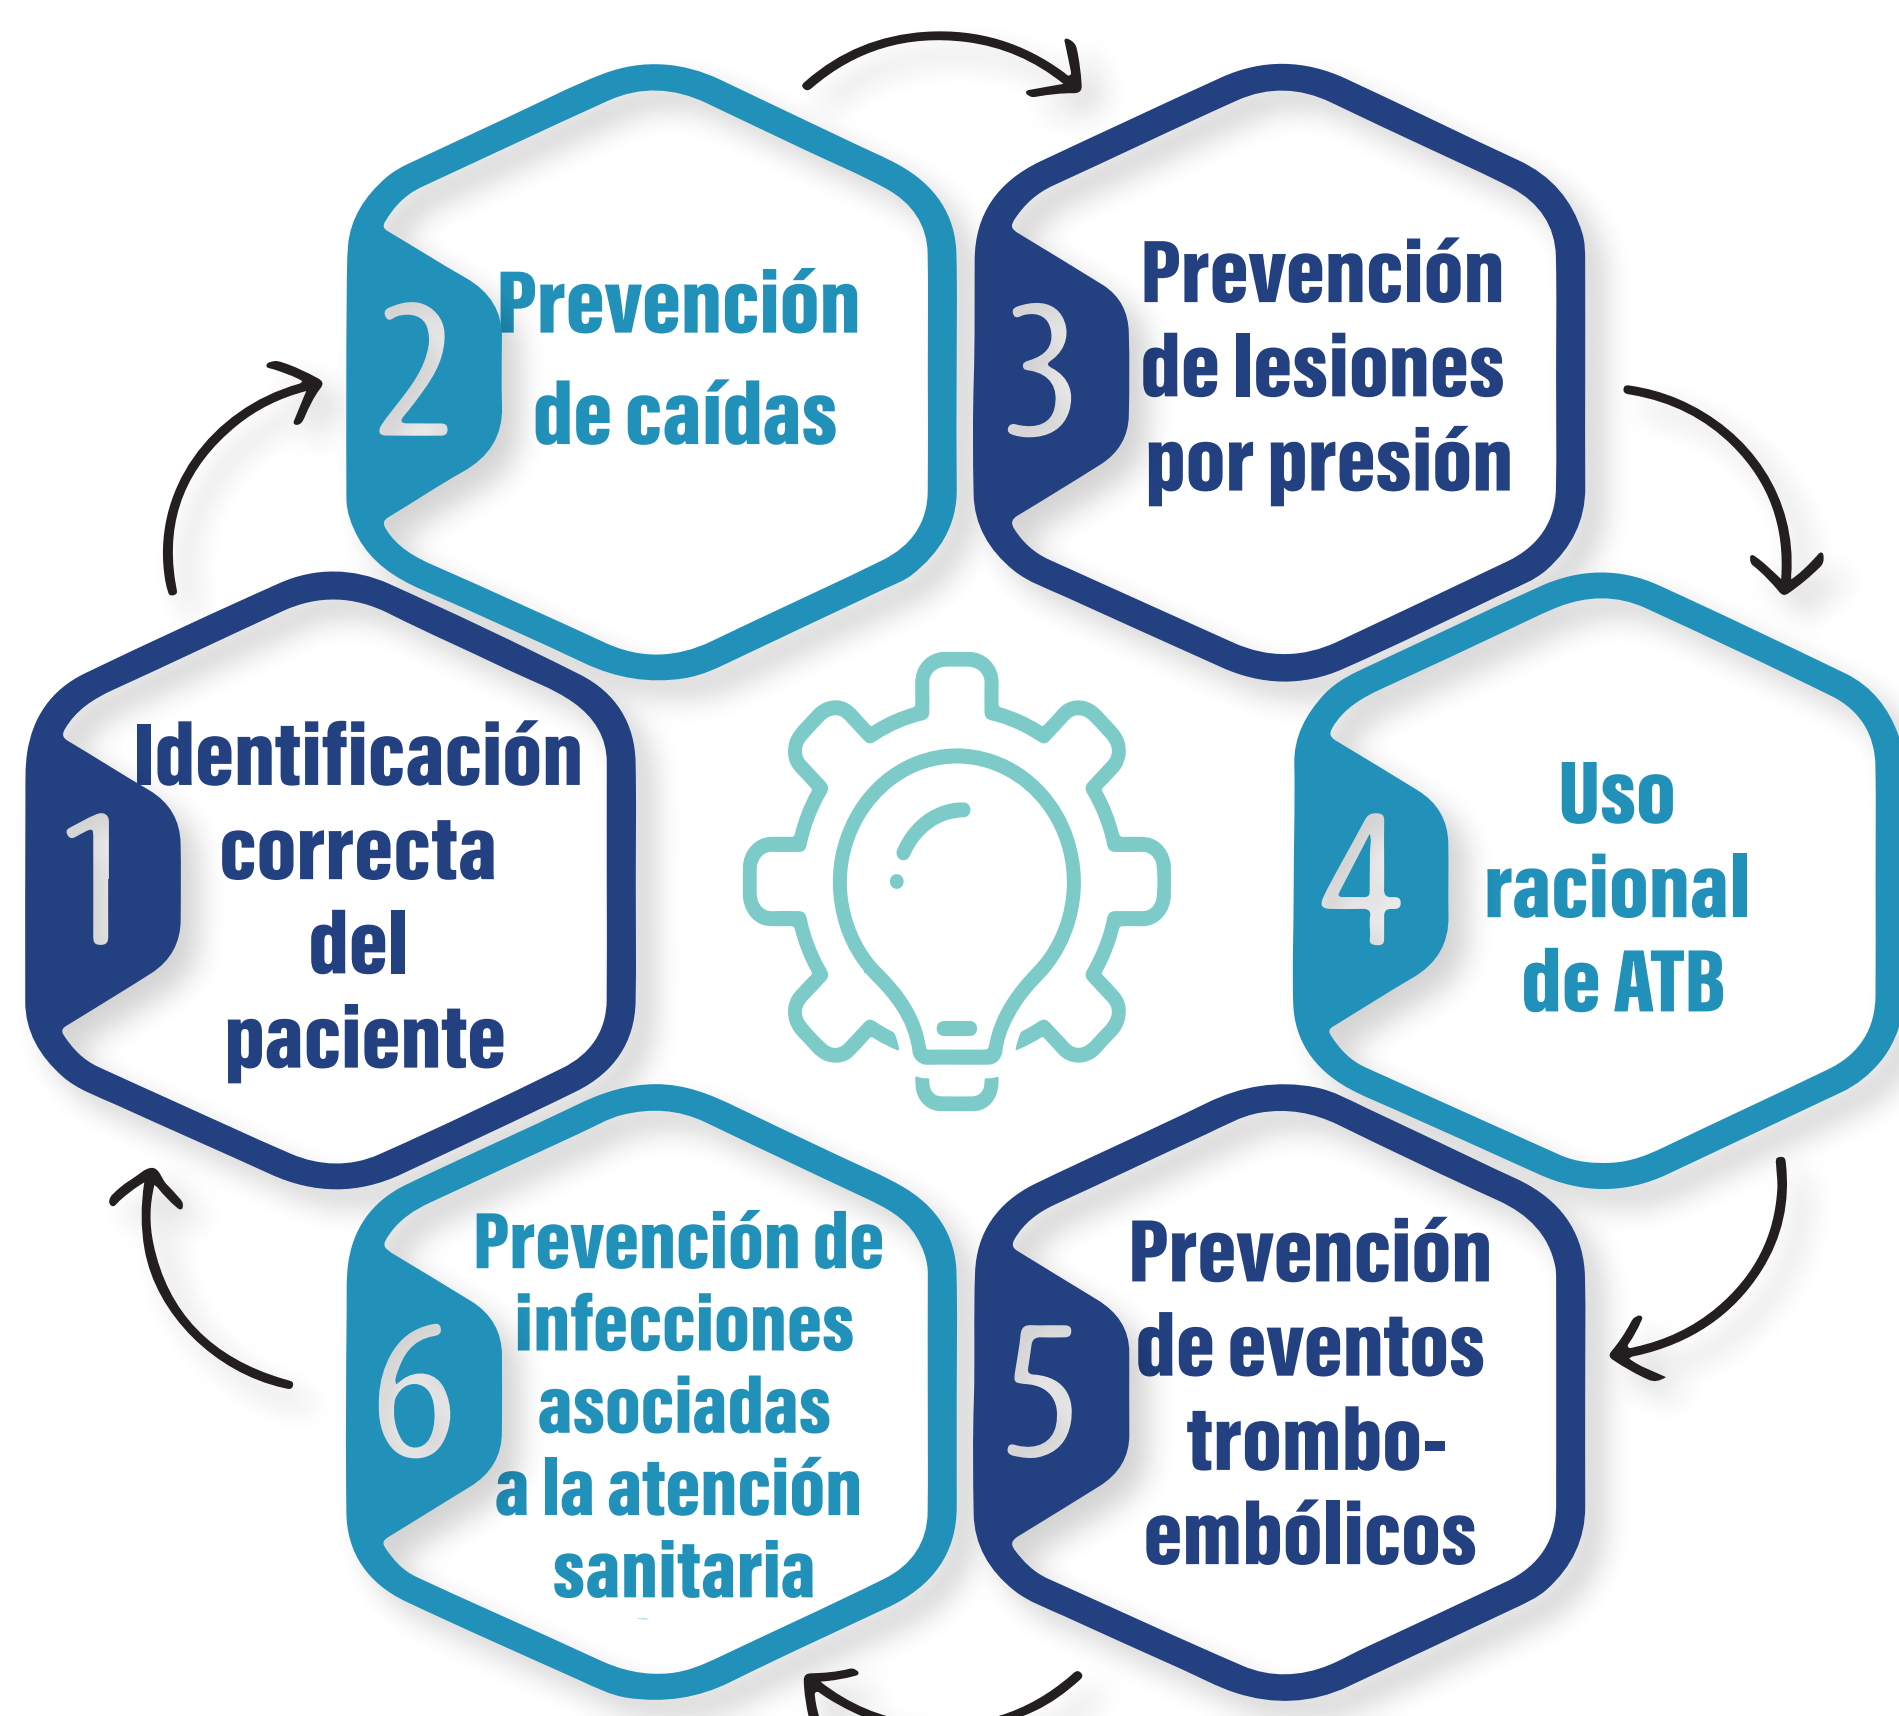 1
Identificación
correcta
del
paciente
2
Prevención
de caídas
3
Prevención
de lesiones
por presión
4
Uso
racional
de ATB
5
Prevención
de eventos
trombo-
embólicos
6
Prevención de
infecciones
asociadas
a la atención
sanitaria